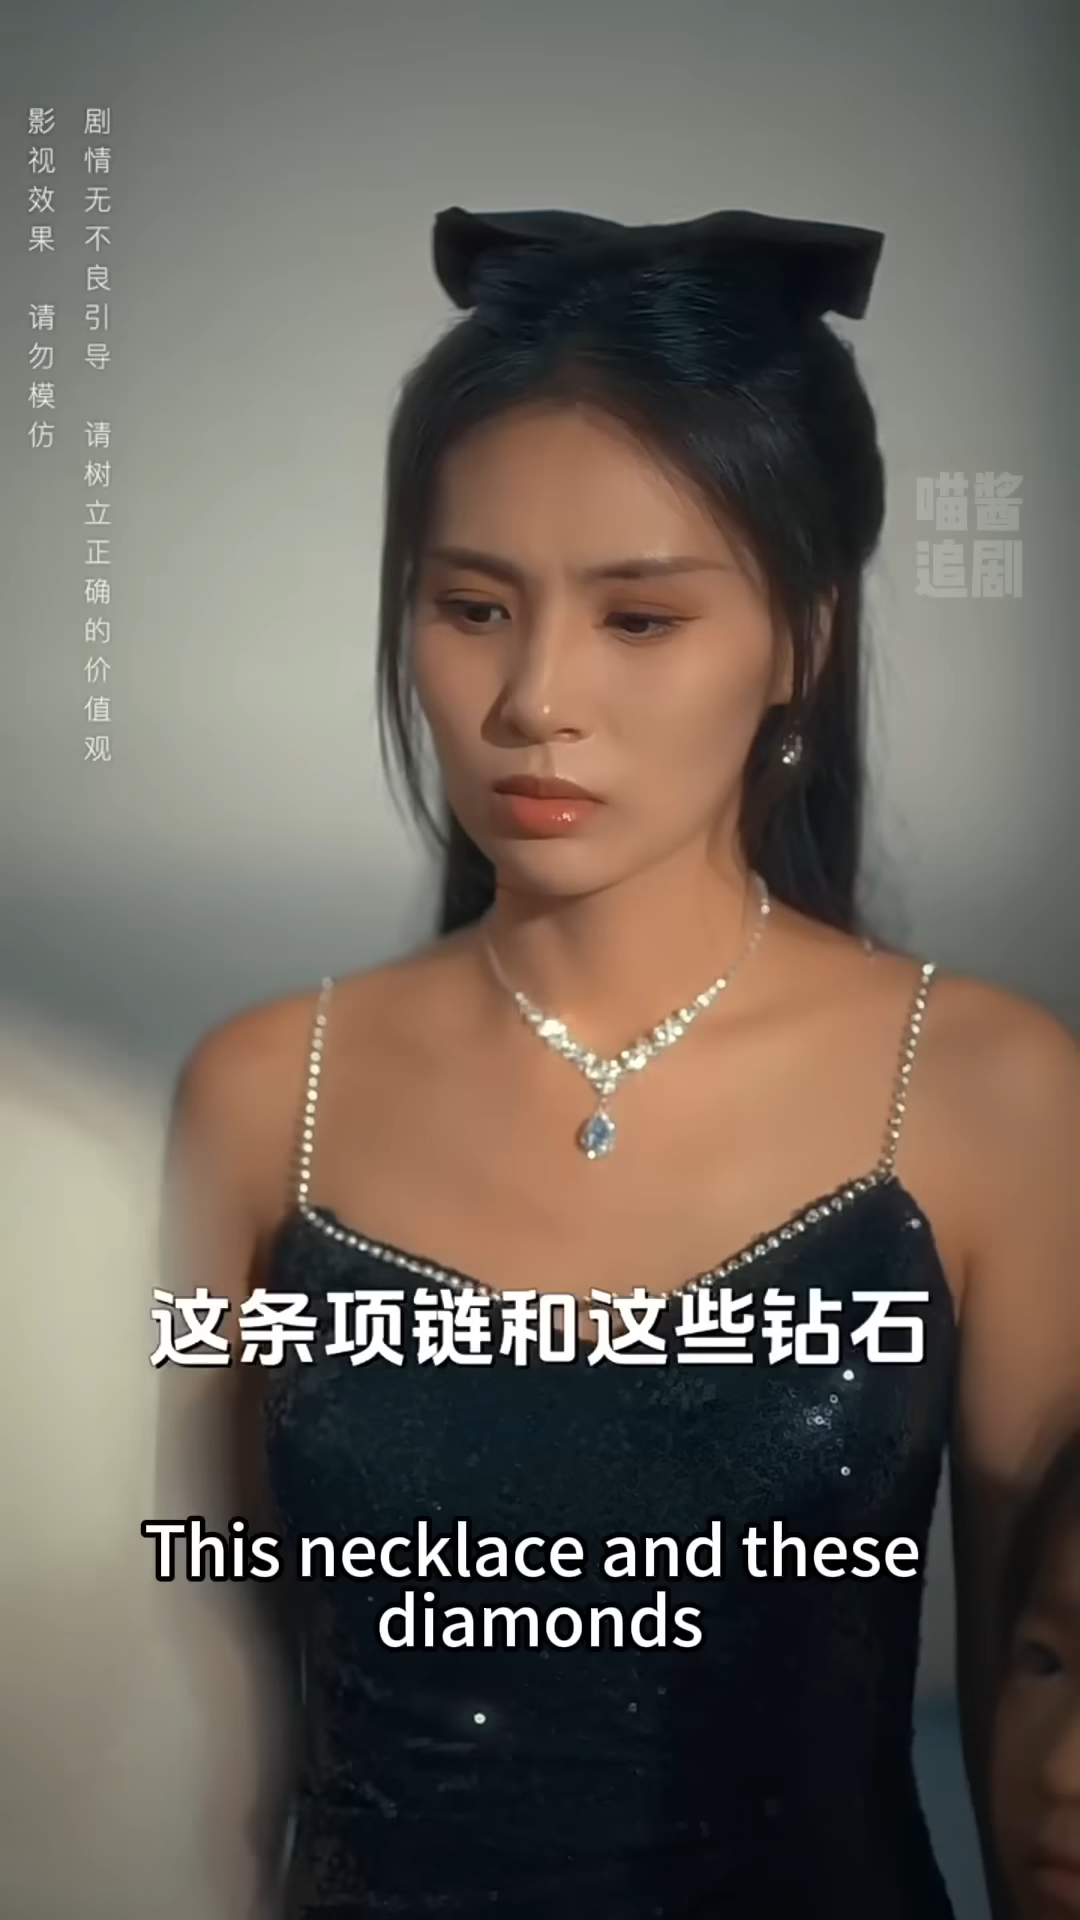 剧情无不良引导 请树立正确的价值观
影视效果 请勿模仿
喵酱
追剧
这条项链和这些钻石
This necklace and these
diamonds